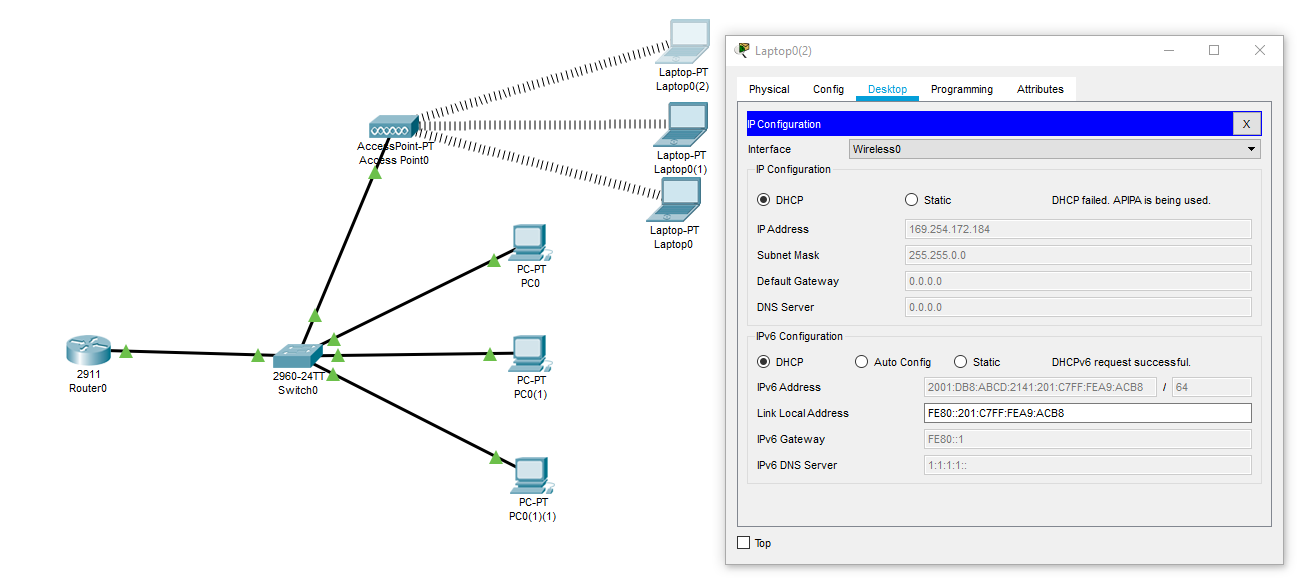 Laptop-PT
Laptop0(2)
AccessPoint-PT
Access Point0
Laptop-PT
Laptop0(1)
Laptop-PT
Laptop0
PC-PT
PC0
2911
Router0
2960-24TT
Switch0
PC-PT
PC0(1)
PC-PT
PC0(1)(1)
Laptop0(2)
Physical Config Desktop Programming Attributes
IP Configuration X
Interface Wireless0
IP Configuration
DHCP Static DHCP failed. APIPA is being used.
IP Address 169.254.172.184
Subnet Mask 255.255.0.0
Default Gateway 0.0.0.0
DNS Server 0.0.0.0
IPv6 Configuration
DHCP Auto Config Static DHCPv6 request successful.
IPv6 Address 2001:DB8:ABCD:2141:201:C7FF:FEA9:ACB8 / 64
Link Local Address FE80::201:C7FF:FEA9:ACB8
IPv6 Gateway FE80::1
IPv6 DNS Server 1:1:1:1::
Top